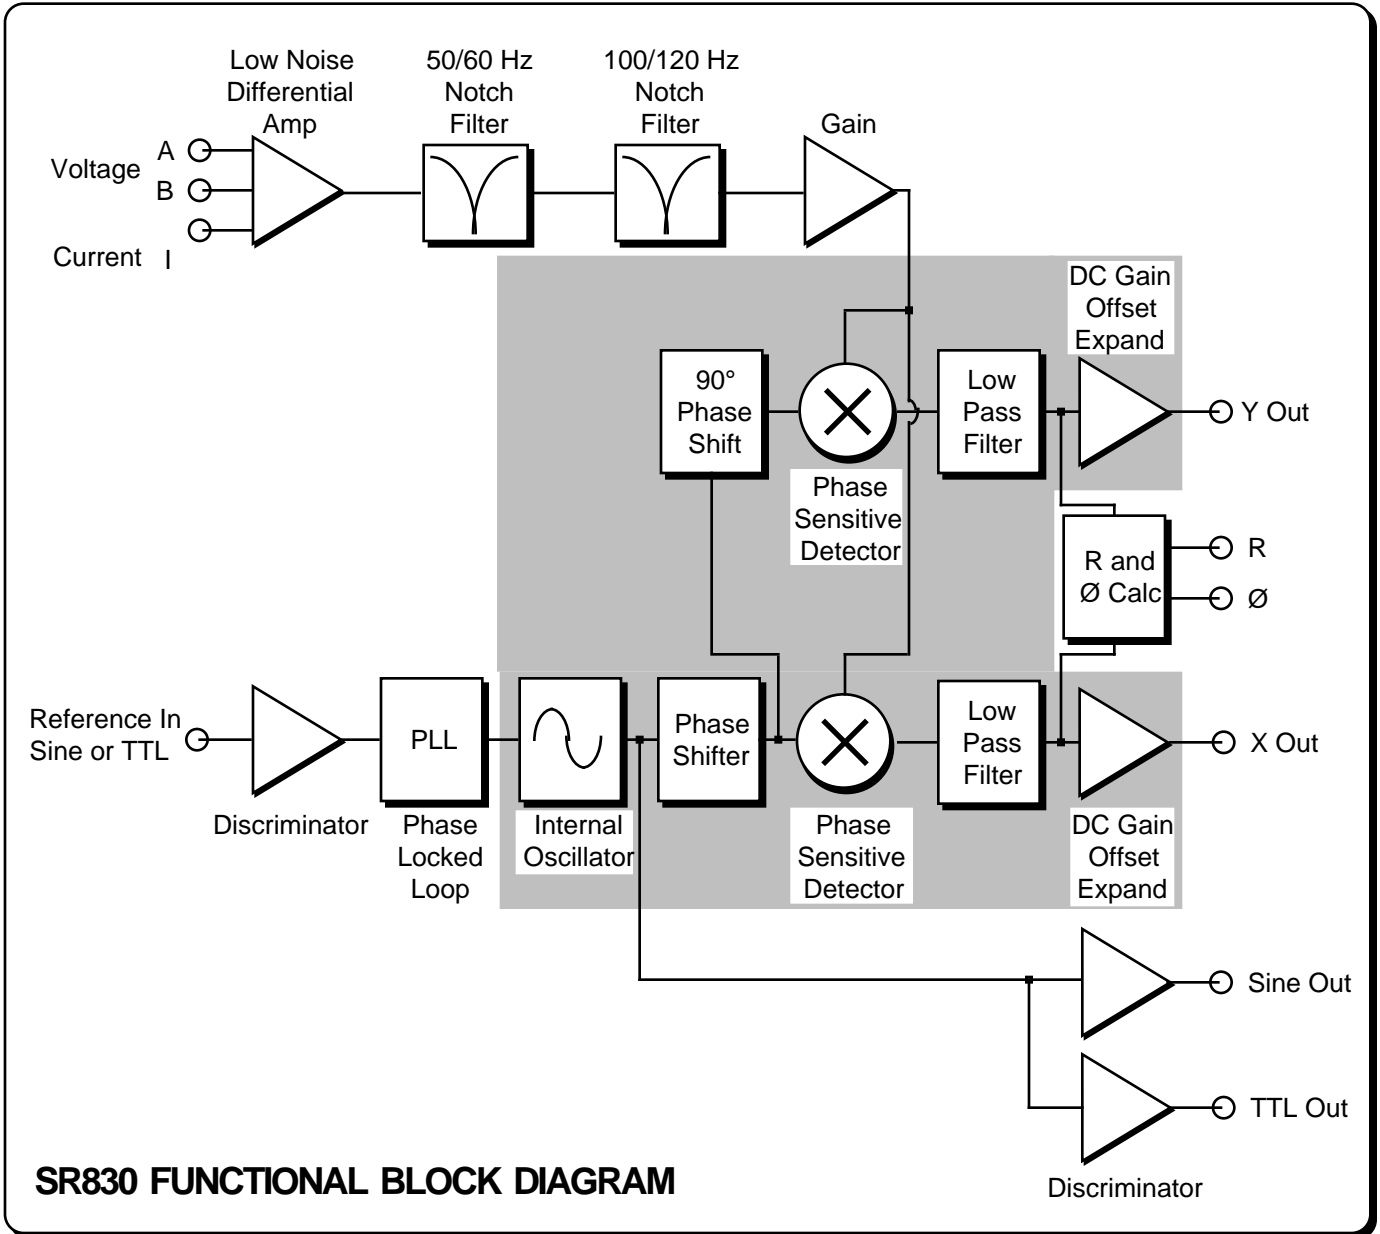 Low Noise
Differential
Amp
50/60 Hz
Notch
Filter
100/120 Hz
Notch
Filter
Gain
Voltage
A
B
Current
I
DC Gain
Offset
Expand
90°
Phase
Shift
Low
Pass
Filter
Y Out
Phase
Sensitive
Detector
R and
Ø Calc
R
Ø
Reference In
Sine or TTL
PLL
Phase
Shifter
Low
Pass
Filter
X Out
Discriminator
Phase
Locked
Loop
Internal
Oscillator
Phase
Sensitive
Detector
DC Gain
Offset
Expand
Sine Out
TTL Out
Discriminator
SR830 FUNCTIONAL BLOCK DIAGRAM